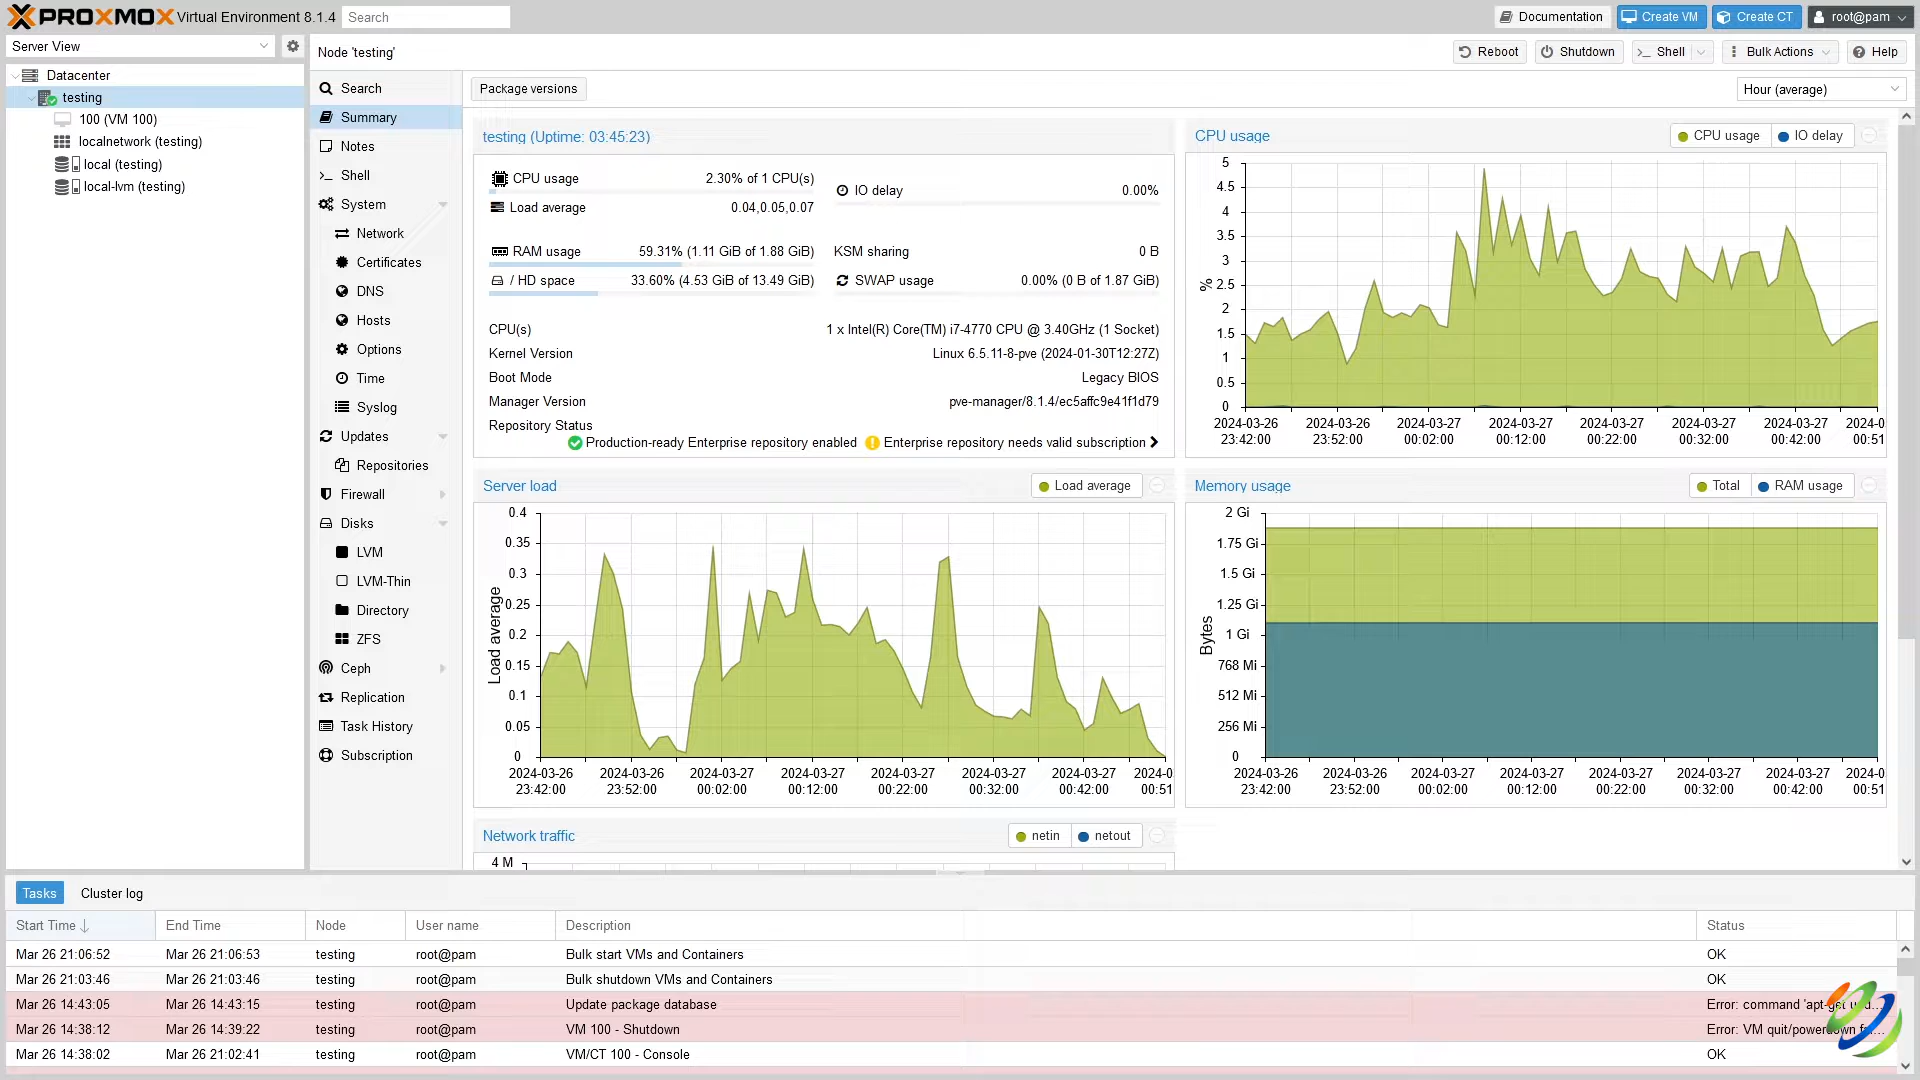 PROXMOX Virtual Environment 8.1.4 Search Documentation Create VM Create CT root@pam
Server View
Node 'testing' Reboot Shutdown Shell Bulk Actions Help
Datacenter
testing
100 (VM 100)
localnetwork (testing)
local (testing)
local-lvm (testing)
Search
Summary
Notes
Shell
System
Network
Certificates
DNS
Hosts
Options
Time
Syslog
Updates
Repositories
Firewall
Disks
LVM
LVM-Thin
Directory
ZFS
Ceph
Replication
Task History
Subscription
Package versions Hour (average)
testing (Uptime: 03:45:23)
CPU usage 2.30% of 1 CPU(s)
IO delay 0.00%
Load average 0.04,0.05,0.07
RAM usage 59.31% (1.11 GiB of 1.88 GiB) KSM sharing 0 B
/ HD space 33.60% (4.53 GiB of 13.49 GiB) SWAP usage 0.00% (0 B of 1.87 GiB)
CPU(s) 1 x Intel(R) Core(TM) i7-4770 CPU @ 3.40GHz (1 Socket)
Kernel Version Linux 6.5.11-8-pve (2024-01-30T12:27Z)
Boot Mode Legacy BIOS
Manager Version pve-manager/8.1.4/ec5affc9e41f1d79
Repository Status
Production-ready Enterprise repository enabled Enterprise repository needs valid subscription
CPU usage CPU usage IO delay
5
4.5
4
3.5
3
2.5
2
1.5
1
0.5
0
%
2024-03-26 2024-03-26 2024-03-27 2024-03-27 2024-03-27 2024-03-27 2024-03-27 2024-0
23:42:00 23:52:00 00:02:00 00:12:00 00:22:00 00:32:00 00:42:00 00:51
Server load Load average
0.4
0.35
0.3
0.25
0.2
0.15
0.1
0.05
0
Load average
2024-03-26 2024-03-26 2024-03-27 2024-03-27 2024-03-27 2024-03-27 2024-03-27 2024-0
23:42:00 23:52:00 00:02:00 00:12:00 00:22:00 00:32:00 00:42:00 00:51
Memory usage Total RAM usage
2 Gi
1.75 Gi
1.5 Gi
1.25 Gi
1 Gi
768 Mi
512 Mi
256 Mi
0
Bytes
2024-03-26 2024-03-26 2024-03-27 2024-03-27 2024-03-27 2024-03-27 2024-03-27 2024-0
23:42:00 23:52:00 00:02:00 00:12:00 00:22:00 00:32:00 00:42:00 00:51
Network traffic netin netout
4 M
Tasks Cluster log
Start Time End Time Node User name Description Status
Mar 26 21:06:52 Mar 26 21:06:53 testing root@pam Bulk start VMs and Containers OK
Mar 26 21:03:46 Mar 26 21:03:46 testing root@pam Bulk shutdown VMs and Containers OK
Mar 26 14:43:05 Mar 26 14:43:15 testing root@pam Update package database Error: command 'apt-get
Mar 26 14:38:12 Mar 26 14:39:22 testing root@pam VM 100 - Shutdown Error: VM quit/powerdown
Mar 26 14:38:02 Mar 26 21:02:41 testing root@pam VM/CT 100 - Console OK